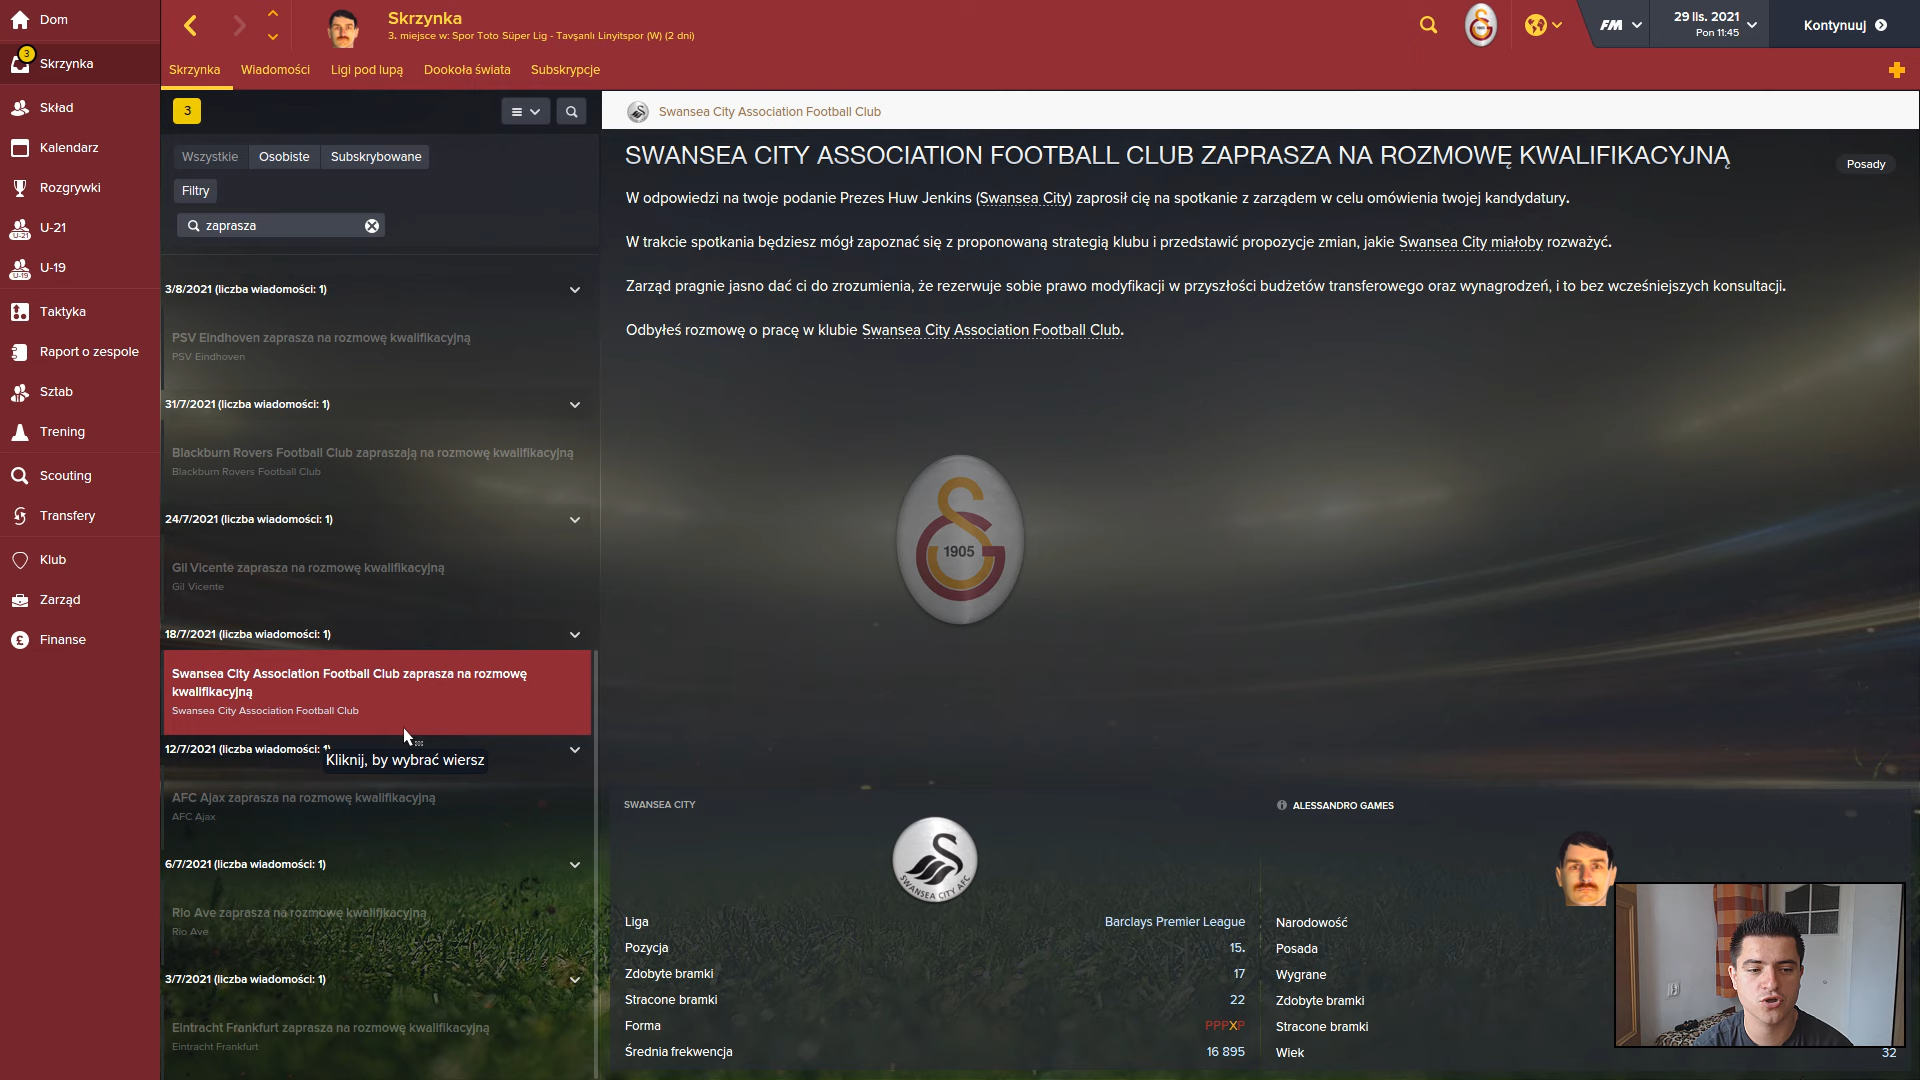 Dom
3
Skrzynka
Skład
Kalendarz
Rozgrywki
U-21
U-21
U-19
U-19
Taktyka
Raport o zespole
Sztab
Trening
Scouting
Transfery
Klub
Zarząd
Finanse
Skrzynka
3. miejsce w: Spor Toto Süper Lig - Tavşanlı Linyitspor (W) (2 dni)
FM
29 lis. 2021
Pon 11:45
Kontynuuj
Skrzynka
Wiadomości
Ligi pod lupą
Dookoła świata
Subskrypcje
3
Wszystkie
Osobiste
Subskrybowane
Filtry
zaprasza
3/8/2021 (liczba wiadomości: 1)
PSV Eindhoven zaprasza na rozmowę kwalifikacyjną
PSV Eindhoven
31/7/2021 (liczba wiadomości: 1)
Blackburn Rovers Football Club zapraszają na rozmowę kwalifikacyjną
Blackburn Rovers Football Club
24/7/2021 (liczba wiadomości: 1)
Gil Vicente zaprasza na rozmowę kwalifikacyjną
Gil Vicente
18/7/2021 (liczba wiadomości: 1)
Swansea City Association Football Club zaprasza na rozmowę
kwalifikacyjną
Swansea City Association Football Club
12/7/2021 (liczba wiadomości: 1)
Kliknij, by wybrać wiersz
AFC Ajax zaprasza na rozmowę kwalifikacyjną
AFC Ajax
6/7/2021 (liczba wiadomości: 1)
Rio Ave zaprasza na rozmowę kwalifikacyjną
Rio Ave
3/7/2021 (liczba wiadomości: 1)
Eintracht Frankfurt zaprasza na rozmowę kwalifikacyjną
Eintracht Frankfurt
Swansea City Association Football Club
SWANSEA CITY ASSOCIATION FOOTBALL CLUB ZAPRASZA NA ROZMOWĘ KWALIFIKACYJNĄ
Posady
W odpowiedzi na twoje podanie Prezes Huw Jenkins (Swansea City) zaprosił cię na spotkanie z zarządem w celu omówienia twojej kandydatury.
W trakcie spotkania będziesz mógł zapoznać się z proponowaną strategią klubu i przedstawić propozycje zmian, jakie Swansea City miałoby rozważyć.
Zarząd pragnie jasno dać ci do zrozumienia, że rezerwuje sobie prawo modyfikacji w przyszłości budżetów transferowego oraz wynagrodzeń, i to bez wcześniejszych konsultacji.
Odbyłeś rozmowę o pracę w klubie Swansea City Association Football Club.
1905
SWANSEA CITY
SWANSEA CITY AFC
Liga Barclays Premier League
Pozycja 15.
Zdobyte bramki 17
Stracone bramki 22
Forma PPPXP
Średnia frekwencja 16 895
ALESSANDRO GAMES
Narodowość
Posada
Wygrane
Zdobyte bramki
Stracone bramki
Wiek 32